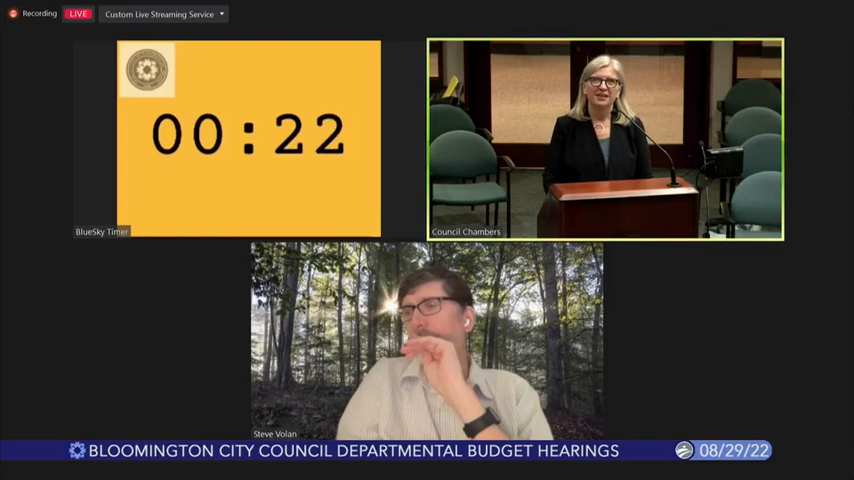 Recording
LIVE
Custom Live Streaming Service
00:22
BlueSky Timer
Council Chambers
Steve Volan
BLOOMINGTON CITY COUNCIL DEPARTMENTAL BUDGET HEARINGS
08/29/22